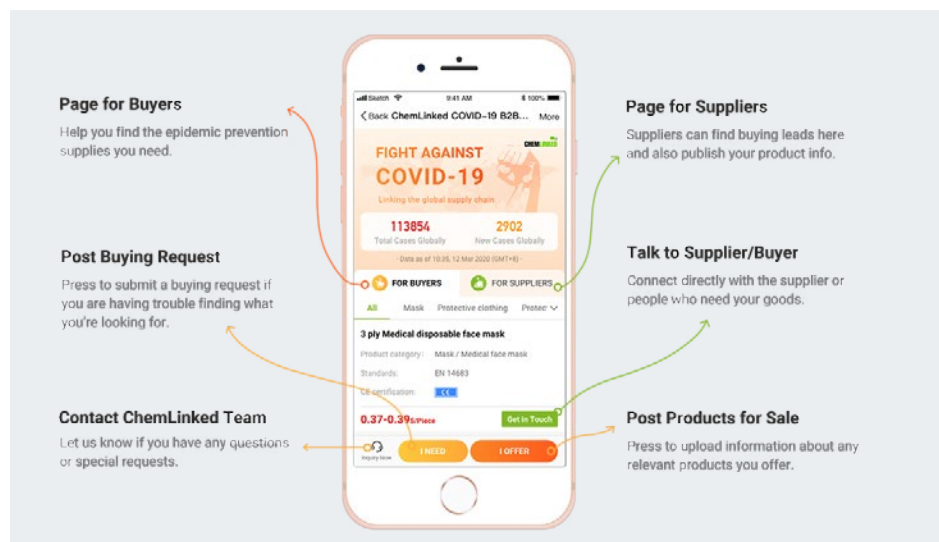 Page for Buyers
Help you find the epidemic prevention
supplies you need.
Post Buying Request
Press to submit a buying request if
you are having trouble finding what
you're looking for.
Contact ChemLinked Team
Let us know if you have any questions
or special requests.
Sketch 9:41 AM 100%
Back ChemLinked COVID-19 B2B... More
CHEMLINKED
FIGHT AGAINST
COVID-19
Linking the global supply chain
113854 2902
Total Cases Globally New Cases Globally
- Data as of 10:35, 12 Mar 2020 (GMT+8) -
FOR BUYERS FOR SUPPLIERS
All Mask Protective clothing Protec
3 ply Medical disposable face mask
Product category: Mask / Medical face mask
Standards: EN 14683
CE certification: CE
0.37-0.39$/Piece Get in Touch
Inquiry Now I NEED I OFFER
Page for Suppliers
Suppliers can find buying leads here
and also publish your product info.
Talk to Supplier/Buyer
Connect directly with the supplier or
people who need your goods.
Post Products for Sale
Press to upload information about any
relevant products you offer.